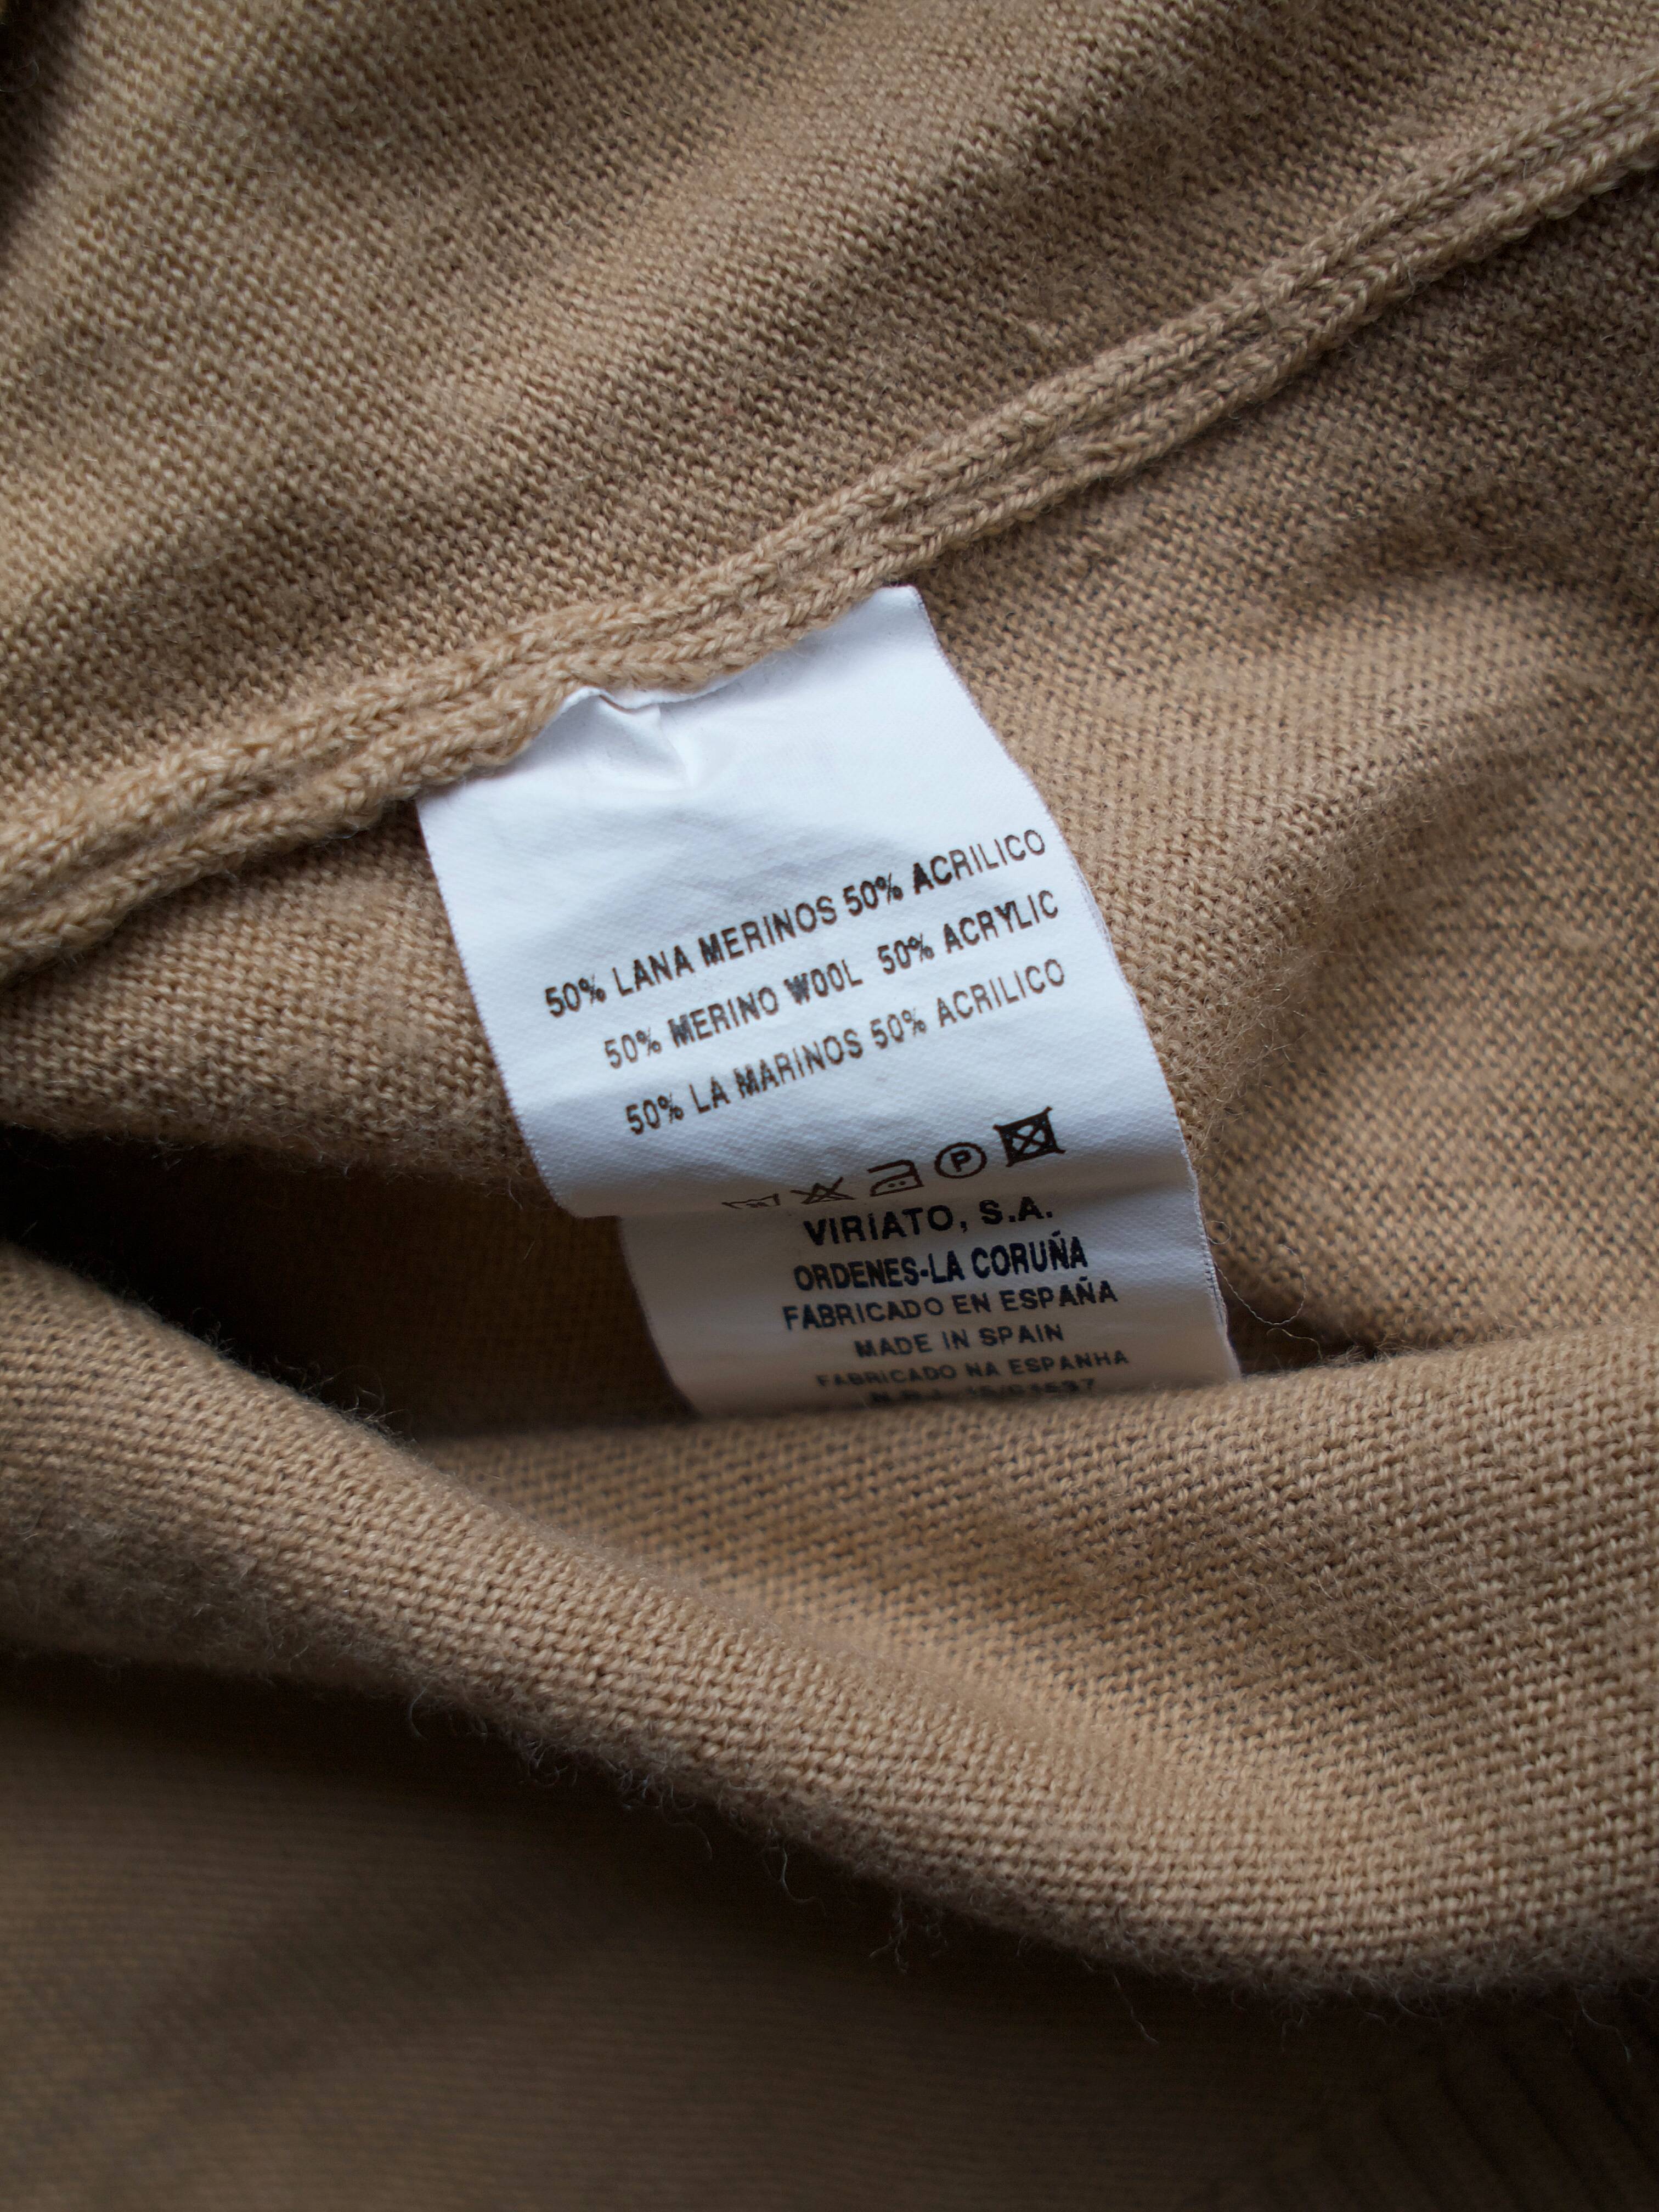 50% LANA MERINOS 50% ACRILICO
50% MERINO WOOL 50% ACRYLIC
50% LA MARINOS 50% ACRILICO
P
VIRIATO, S.A.
ORDENES-LA CORUÑA
FABRICADO EN ESPAÑA
MADE IN SPAIN
FABRICADO NA ESPANHA